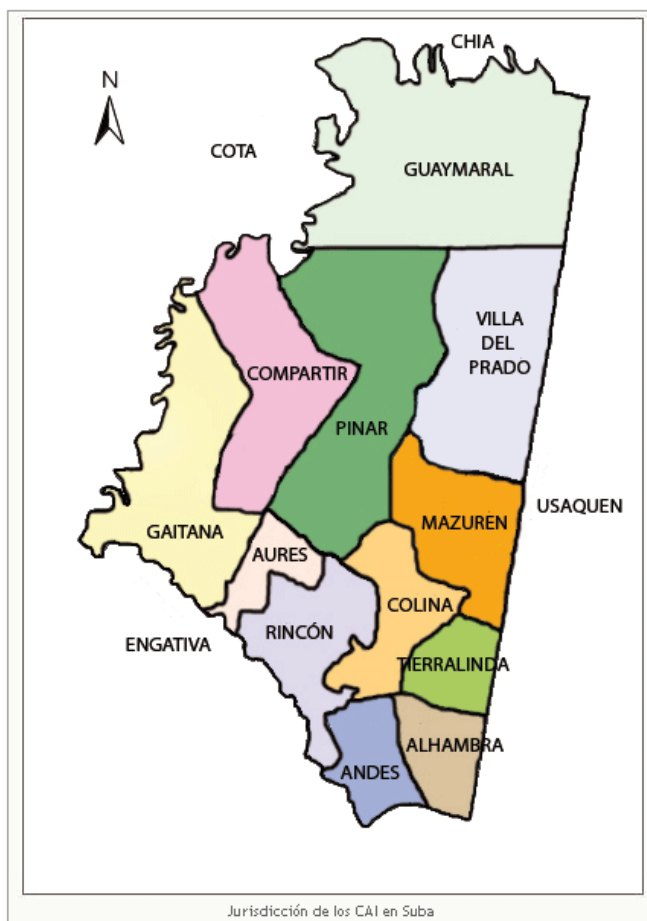 CHIA
N
COTA
GUAYMARAL
VILLA
DEL
PRADO
COMPARTIR
PINAR
USAQUEN
MAZUREN
GAITANA
AURES
COLINA
RINCÓN
ENGATIVA
TIERRALINDA
ALHAMBRA
ANDES
Jurisdicción de los CAI en Suba